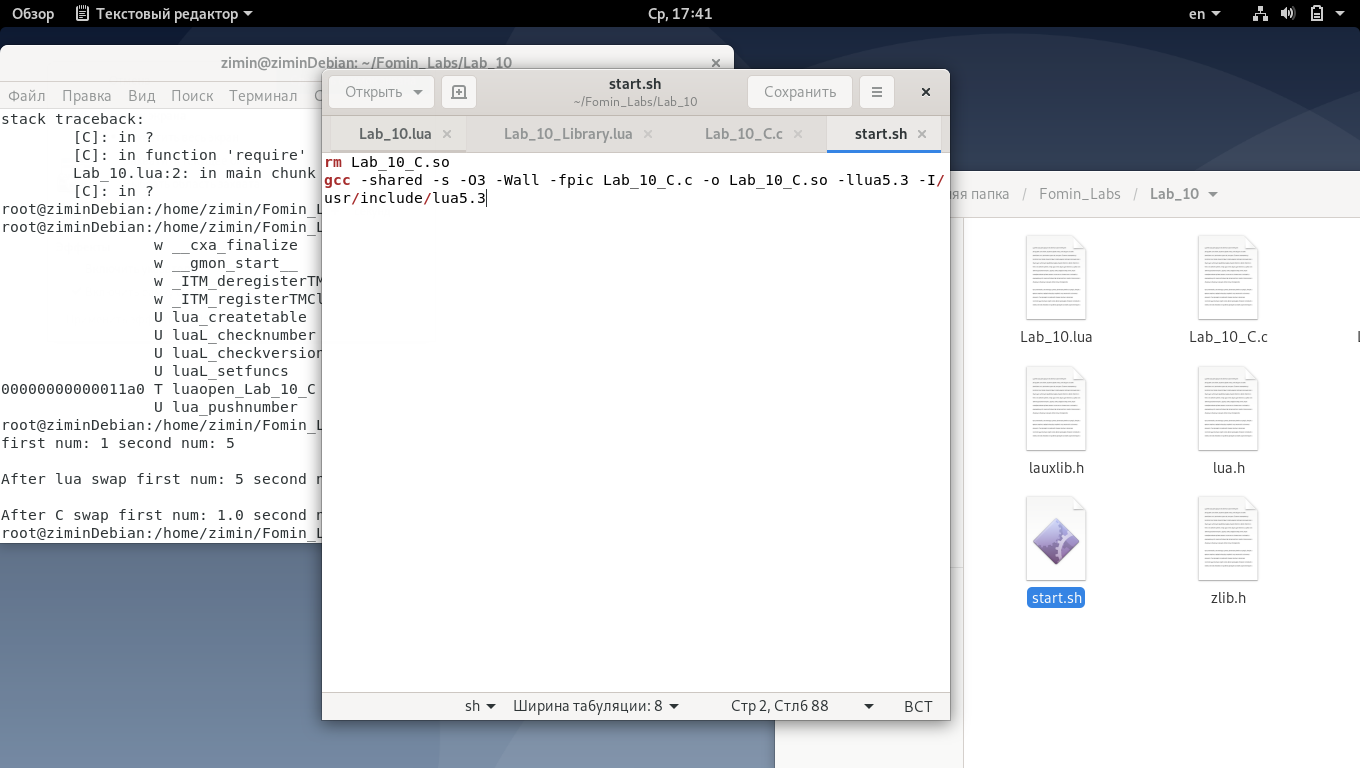 Обзор Текстовый редактор Ср, 17:41 en
zimin@ziminDebian: ~/Fomin_Labs/Lab_10
Файл Правка Вид Поиск Терминал
stack traceback:
[C]: in ?
[C]: in function 'require'
Lab_10.lua:2: in main chunk
[C]: in ?
root@ziminDebian:/home/zimin/Fomin_L
root@ziminDebian:/home/zimin/Fomin_L
w __cxa_finalize
w __gmon_start__
w _ITM_deregisterTM
w _ITM_registerTMCl
U lua_createtable
U luaL_checknumber
U luaL_checkversion
U luaL_setfuncs
00000000000011a0 T luaopen_Lab_10_C
U lua_pushnumber
root@ziminDebian:/home/zimin/Fomin_L
first num: 1 second num: 5
After lua swap first num: 5 second n
After C swap first num: 1.0 second n
root@ziminDebian:/home/zimin/Fomin_L
Открыть
start.sh
~/Fomin_Labs/Lab_10
Сохранить
Lab_10.lua Lab_10_Library.lua Lab_10_C.c start.sh
rm Lab_10_C.so
gcc -shared -s -O3 -Wall -fpic Lab_10_C.c -o Lab_10_C.so -llua5.3 -I/
usr/include/lua5.3
sh Ширина табуляции: 8 Стр 2, Стлб 88 ВСТ
няя папка / Fomin_Labs / Lab_10
Lab_10.lua Lab_10_C.c
lauxlib.h lua.h
start.sh zlib.h